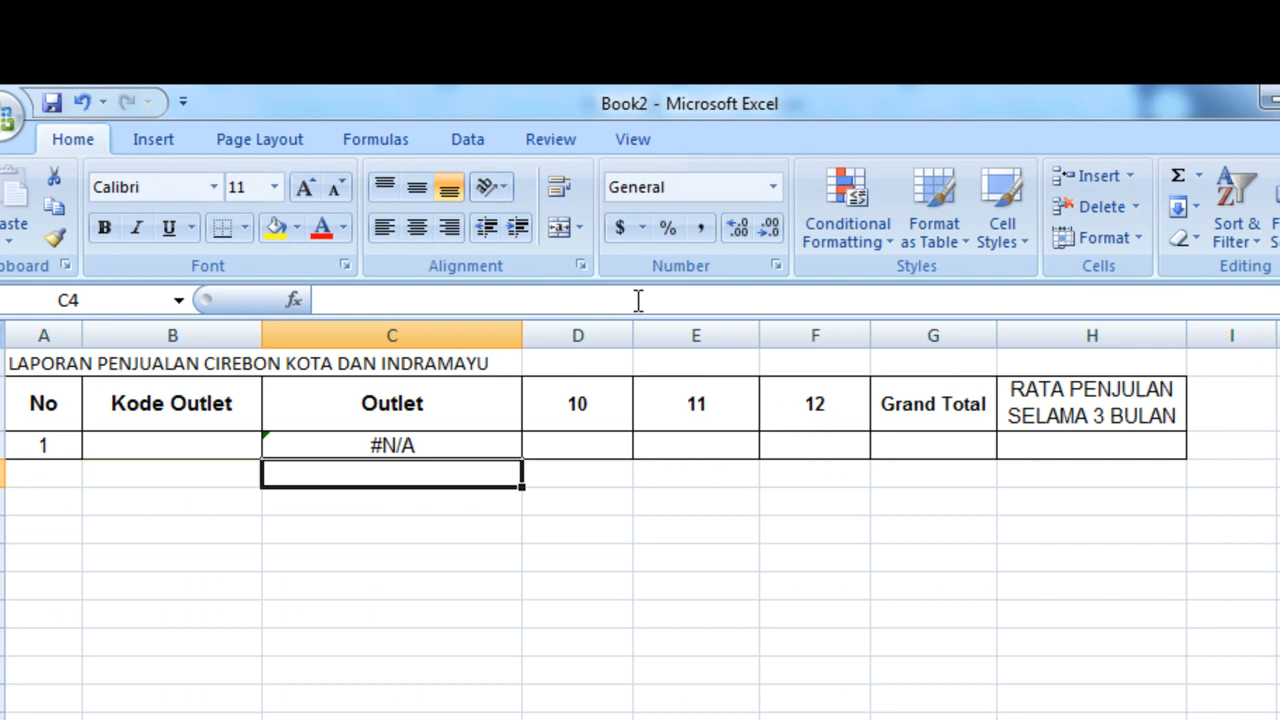 Book2 - Microsoft Excel
Home Insert Page Layout Formulas Data Review View
Calibri 11 A A General Insert Σ
aste B I U A $ % , Conditional Formatting Format as Table Cell Styles Delete Format Sort & Filter
board Font Alignment Number Styles Cells Editing
C4 fx
A B C D E F G H I
LAPORAN PENJUALAN CIREBON KOTA DAN INDRAMAYU
No Kode Outlet Outlet 10 11 12 Grand Total RATA PENJULAN
SELAMA 3 BULAN
1 #N/A